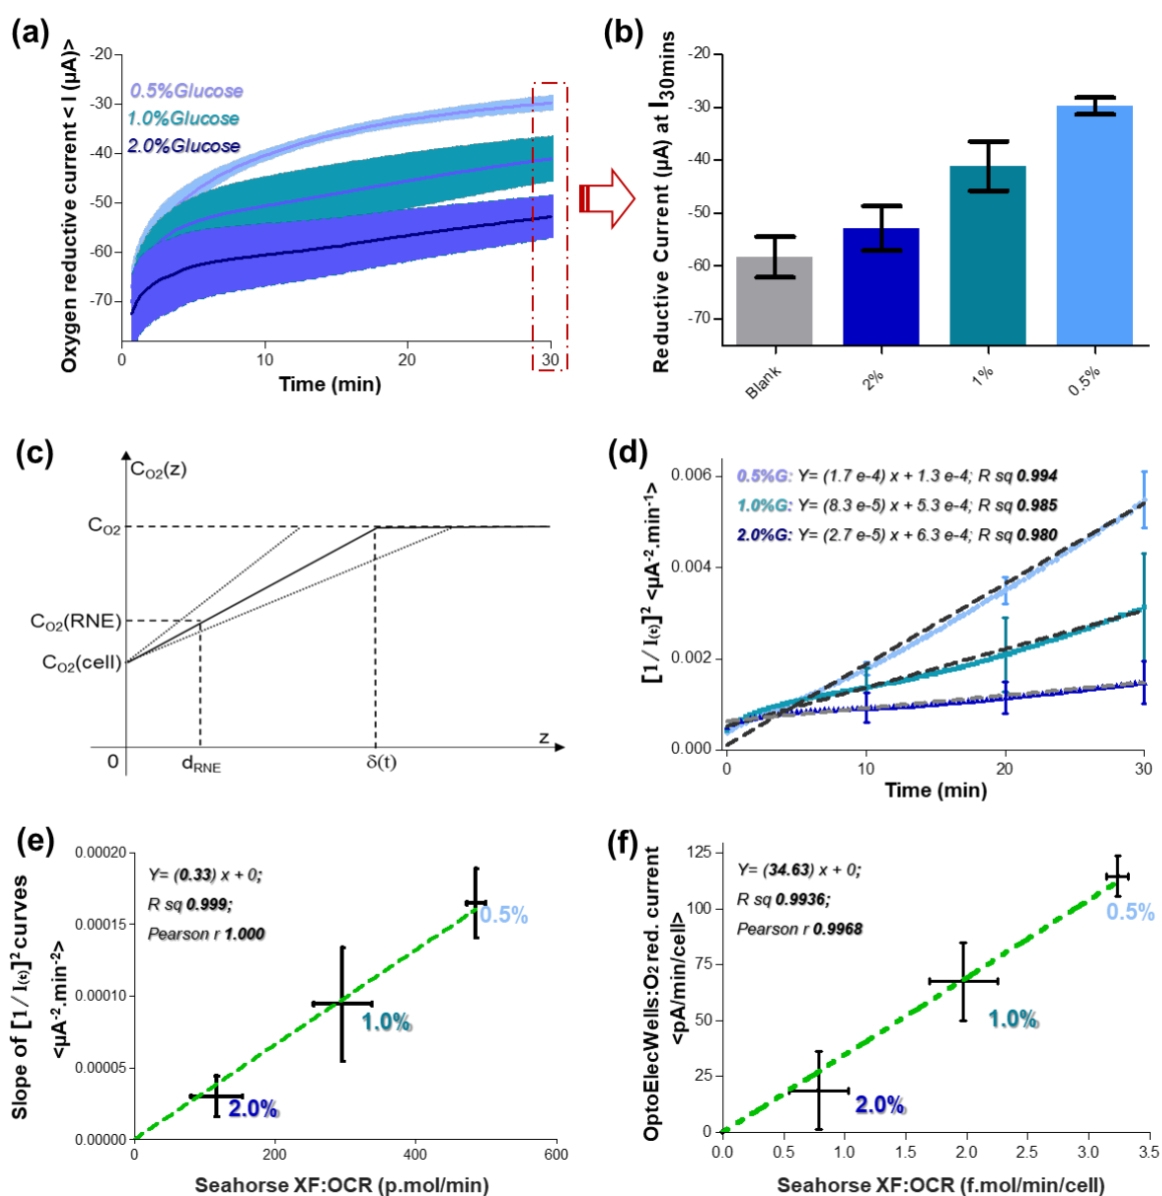 (a)
Oxygen reductive current < I (µA)>
-20
-30
-40
-50
-60
-70
0.5%Glucose
1.0%Glucose
2.0%Glucose
0
10
20
30
Time (min)
(b)
Reductive Current (µA) at I30mins
-20
-30
-40
-50
-60
-70
Blank
2%
1%
0.5%
(c)
CO2(z)
CO2
CO2(RNE)
CO2(cell)
0
dRNE
δ(t)
z
(d)
[1 / I(t)]² <µA-2.min-1>
0.006
0.004
0.002
0.000
0.5%G: Y= (1.7 e-4) x + 1.3 e-4; R sq 0.994
1.0%G: Y= (8.3 e-5) x + 5.3 e-4; R sq 0.985
2.0%G: Y= (2.7 e-5) x + 6.3 e-4; R sq 0.980
0
10
20
30
Time (min)
(e)
Slope of [1 / I(t)]² curves
<µA-2.min-2>
0.00020
0.00015
0.00010
0.00005
0.00000
Y= (0.33) x + 0;
R sq 0.999;
Pearson r 1.000
0.5%
1.0%
2.0%
0
200
400
600
Seahorse XF:OCR (p.mol/min)
(f)
OptoElecWells:O2 red. current
<pA/min/cell>
125
100
75
50
25
0
Y= (34.63) x + 0;
R sq 0.9936;
Pearson r 0.9968
0.5%
1.0%
2.0%
0.0
0.5
1.0
1.5
2.0
2.5
3.0
3.5
Seahorse XF:OCR (f.mol/min/cell)